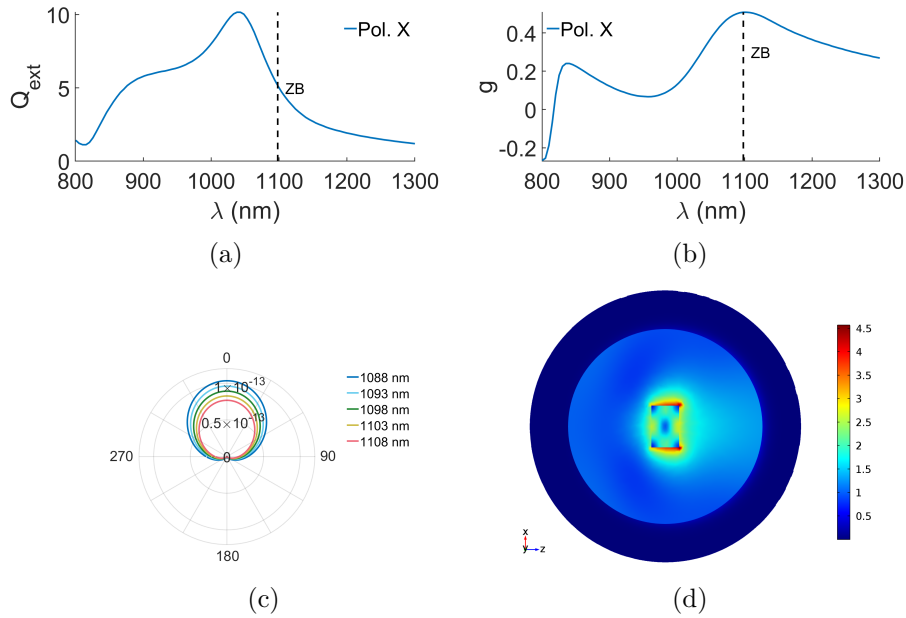 10
5
0
Q_ext
Pol. X
ZB
800 900 1000 1100 1200 1300
λ (nm)
(a)
0.4
0.2
0
-0.2
g
Pol. X
ZB
800 900 1000 1100 1200 1300
λ (nm)
(b)
0
1×10^-13
0.5×10^-13
0
270
90
180
1088 nm
1093 nm
1098 nm
1103 nm
1108 nm
(c)
4.5
4
3.5
3
2.5
2
1.5
1
0.5
x
y z
(d)